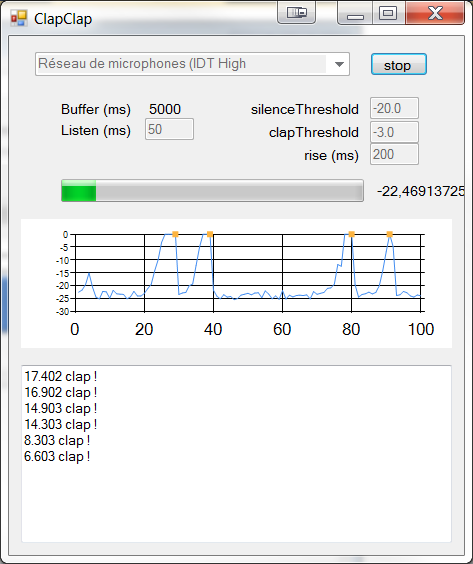 ClapClap
Réseau de microphones (IDT High
stop
Buffer (ms) 5000
silenceThreshold -20.0
Listen (ms) 50
clapThreshold -3.0
rise (ms) 200
-22,46913725
0
-5
-10
-15
-20
-25
-30
0 20 40 60 80 100
17.402 clap !
16.902 clap !
14.903 clap !
14.303 clap !
8.303 clap !
6.603 clap !